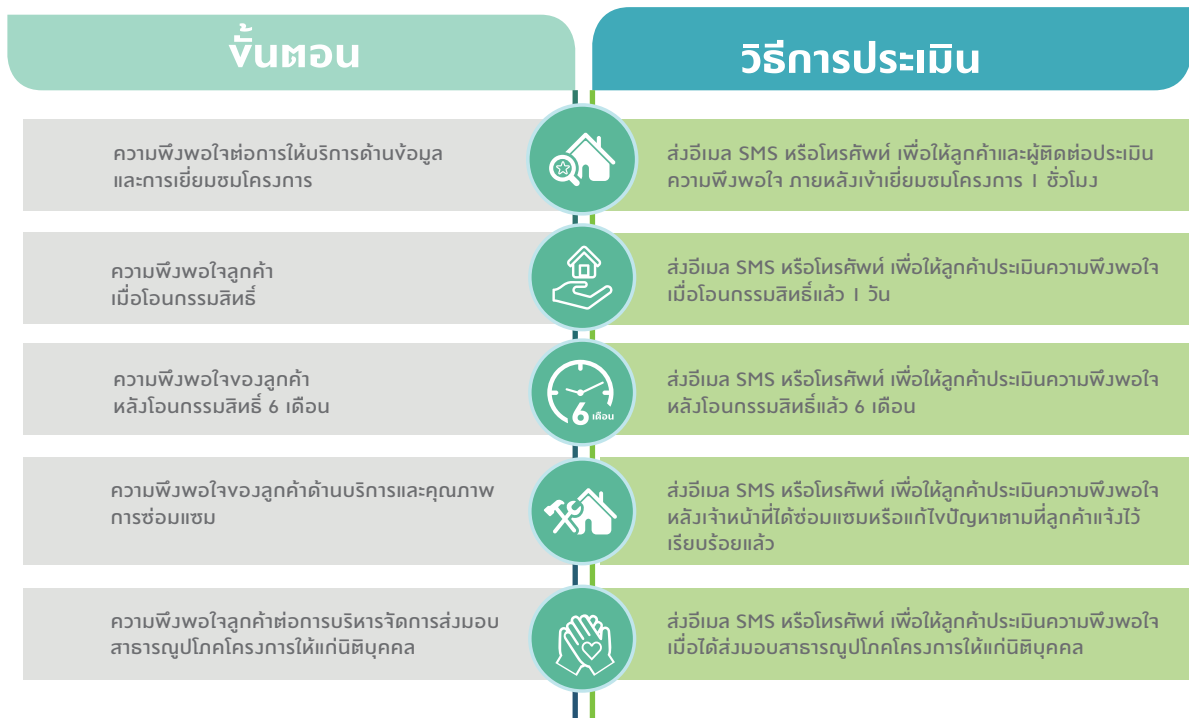 ขั้นตอน
วิธีการประเมิน
ความพึงพอใจต่อการให้บริการด้านข้อมูล
และการเยี่ยมชมโครงการ
ส่งอีเมล SMS หรือโทรศัพท์ เพื่อให้ลูกค้าและผู้ติดต่อประเมิน
ความพึงพอใจ ภายหลังเข้าเยี่ยมชมโครงการ 1 ชั่วโมง
ความพึงพอใจลูกค้า
เมื่อโอนกรรมสิทธิ์
ส่งอีเมล SMS หรือโทรศัพท์ เพื่อให้ลูกค้าประเมินความพึงพอใจ
เมื่อโอนกรรมสิทธิ์แล้ว 1 วัน
ความพึงพอใจของลูกค้า
หลังโอนกรรมสิทธิ์ 6 เดือน
6 เดือน
ส่งอีเมล SMS หรือโทรศัพท์ เพื่อให้ลูกค้าประเมินความพึงพอใจ
หลังโอนกรรมสิทธิ์แล้ว 6 เดือน
ความพึงพอใจของลูกค้าด้านบริการและคุณภาพ
การซ่อมแซม
ส่งอีเมล SMS หรือโทรศัพท์ เพื่อให้ลูกค้าประเมินความพึงพอใจ
หลังเจ้าหน้าที่ได้ซ่อมแซมหรือแก้ไขปัญหาตามที่ลูกค้าแจ้งไว้
เรียบร้อยแล้ว
ความพึงพอใจลูกค้าต่อการบริหารจัดการส่งมอบ
สาธารณูปโภคโครงการให้แก่นิติบุคคล
ส่งอีเมล SMS หรือโทรศัพท์ เพื่อให้ลูกค้าประเมินความพึงพอใจ
เมื่อได้ส่งมอบสาธารณูปโภคโครงการให้แก่นิติบุคคล